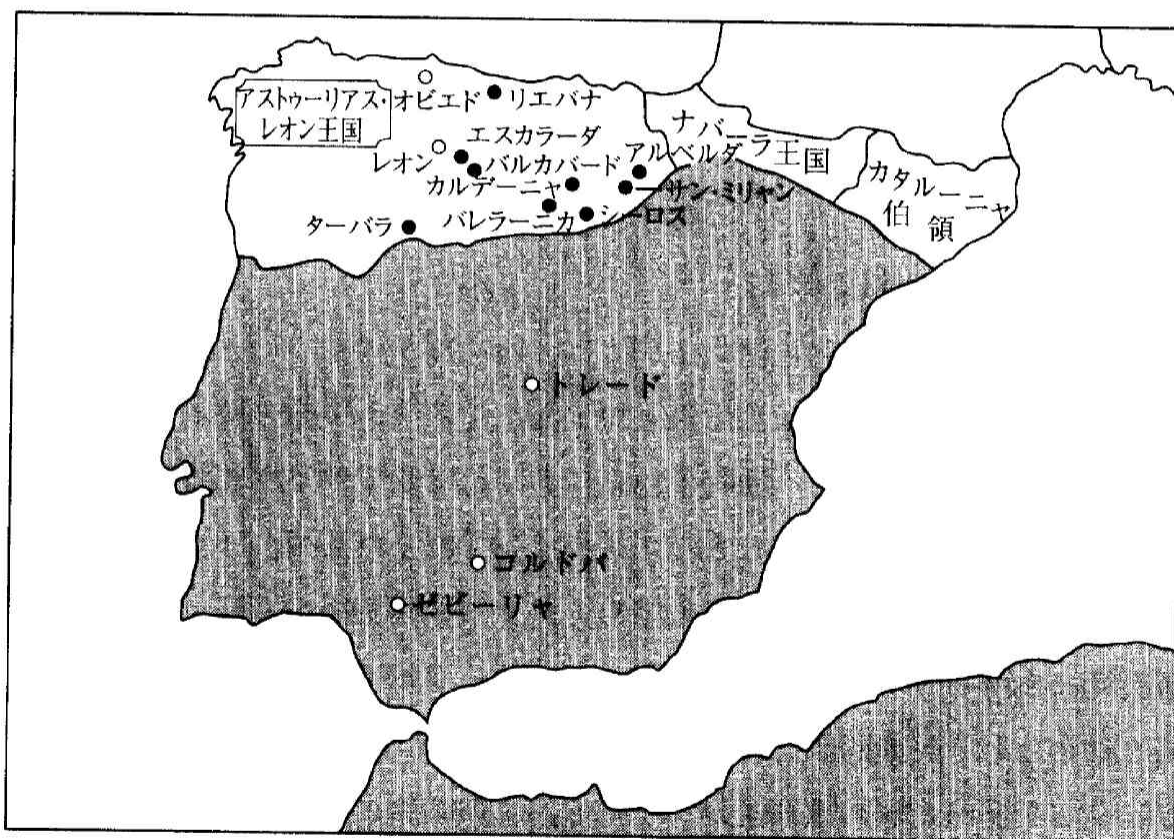 アストゥーリアス・
レオン王国
オビエド
リエバナ
エスカラーダ
レオン
バルカバード
カルデーニャ
アルベルダ
サン・ミリャン
ターバラ
バレラーニカ
シーロス
ナバーラ王国
カタルーニャ
伯領
トレード
コルドバ
セビーリャ